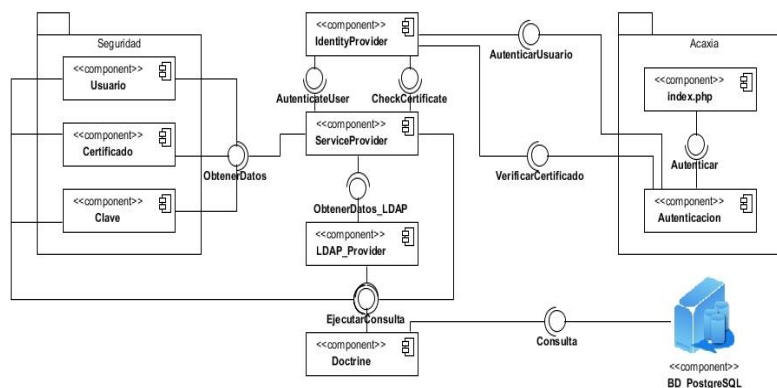 Seguridad
<<component>>
Usuario
<<component>>
Certificado
<<component>>
Clave
ObtenerDatos
<<component>>
IdentityProvider
AutenticateUser
CheckCertificate
<<component>>
ServiceProvider
ObtenerDatos_LDAP
<<component>>
LDAP_Provider
EjecutarConsulta
<<component>>
Doctrine
AutenticarUsuario
VerificarCertificado
Consulta
Acaxia
<<component>>
index.php
Autenticar
<<component>>
Autenticacion
<<component>>
BD_PostgreSQL